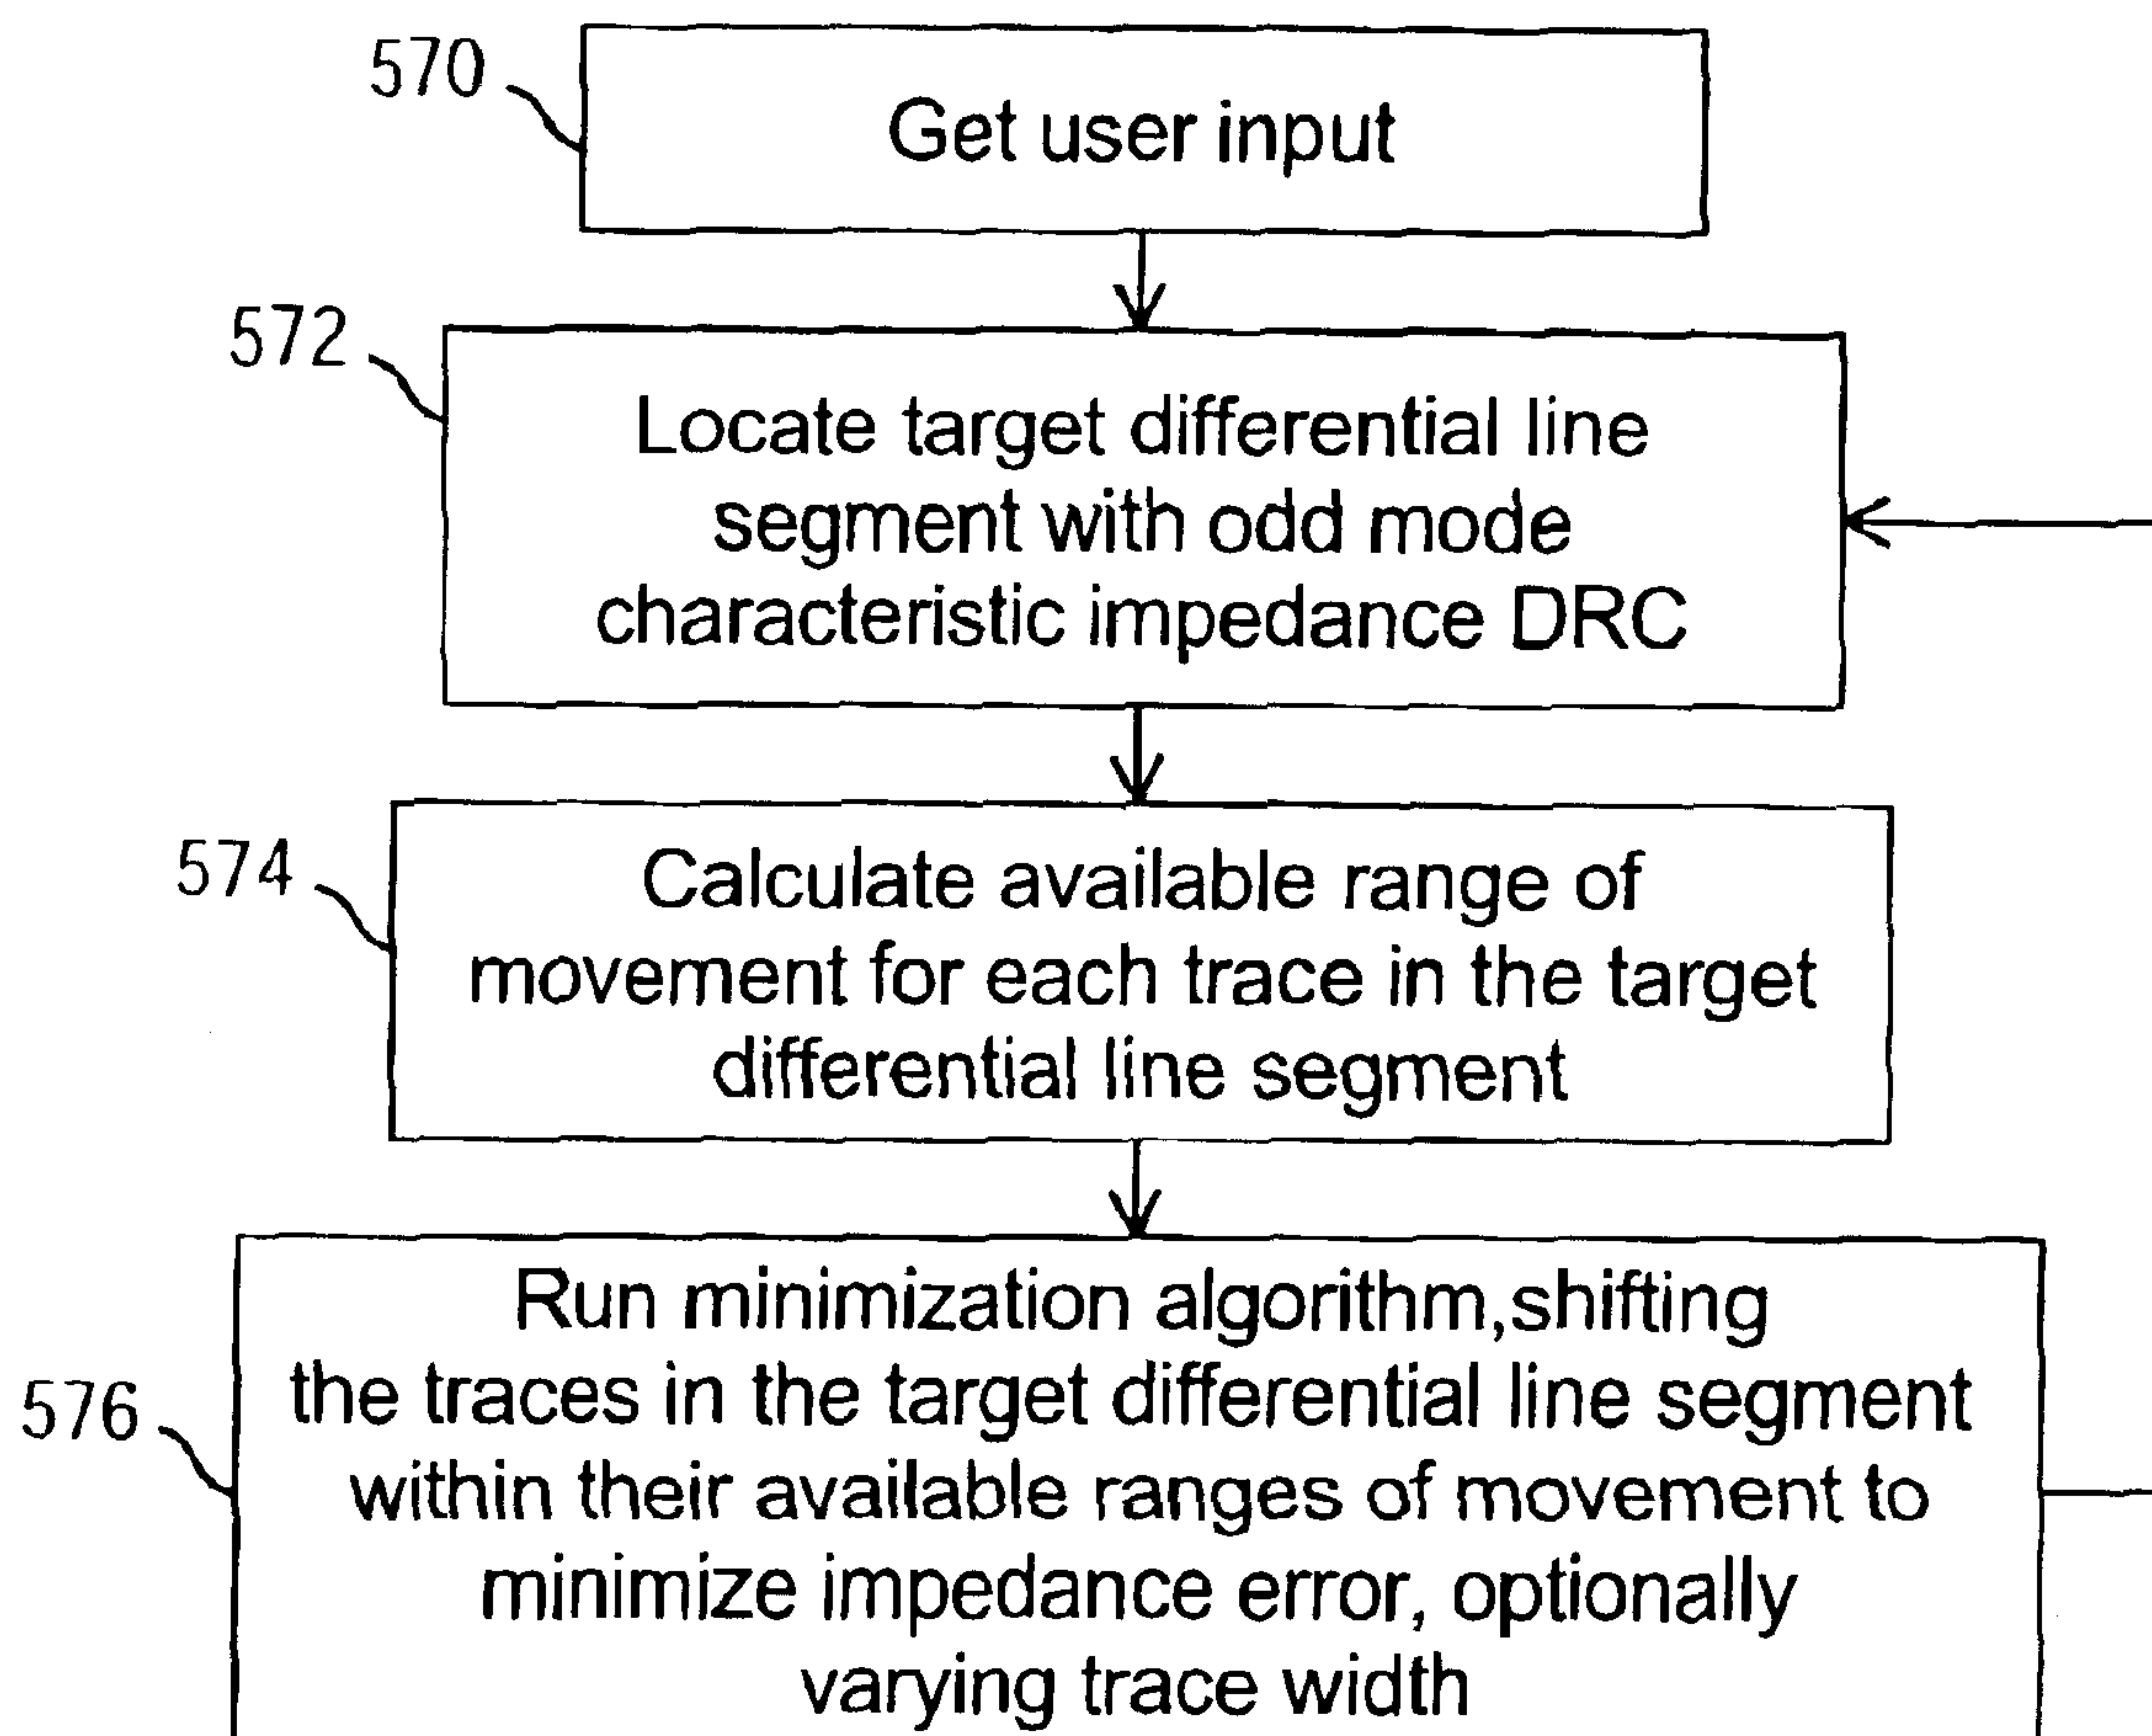 570
Get user input
572
Locate target differential line
segment with odd mode
characteristic impedance DRC
574
Calculate available range of
movement for each trace in the target
differential line segment
Run minimization algorithm,shifting
the traces in the target differential line segment
576
within their available ranges of movement to
minimize impedance error, optionally
varying trace width